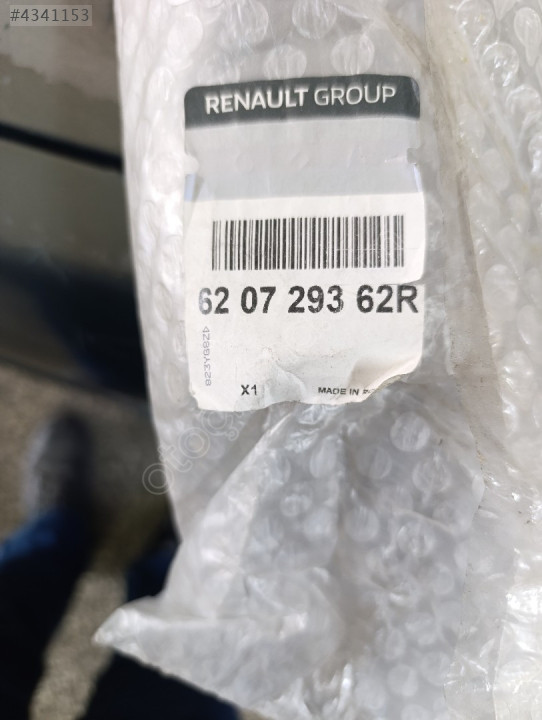 #4341153
RENAULT GROUP
62 07 293 62R
X1
MADE IN